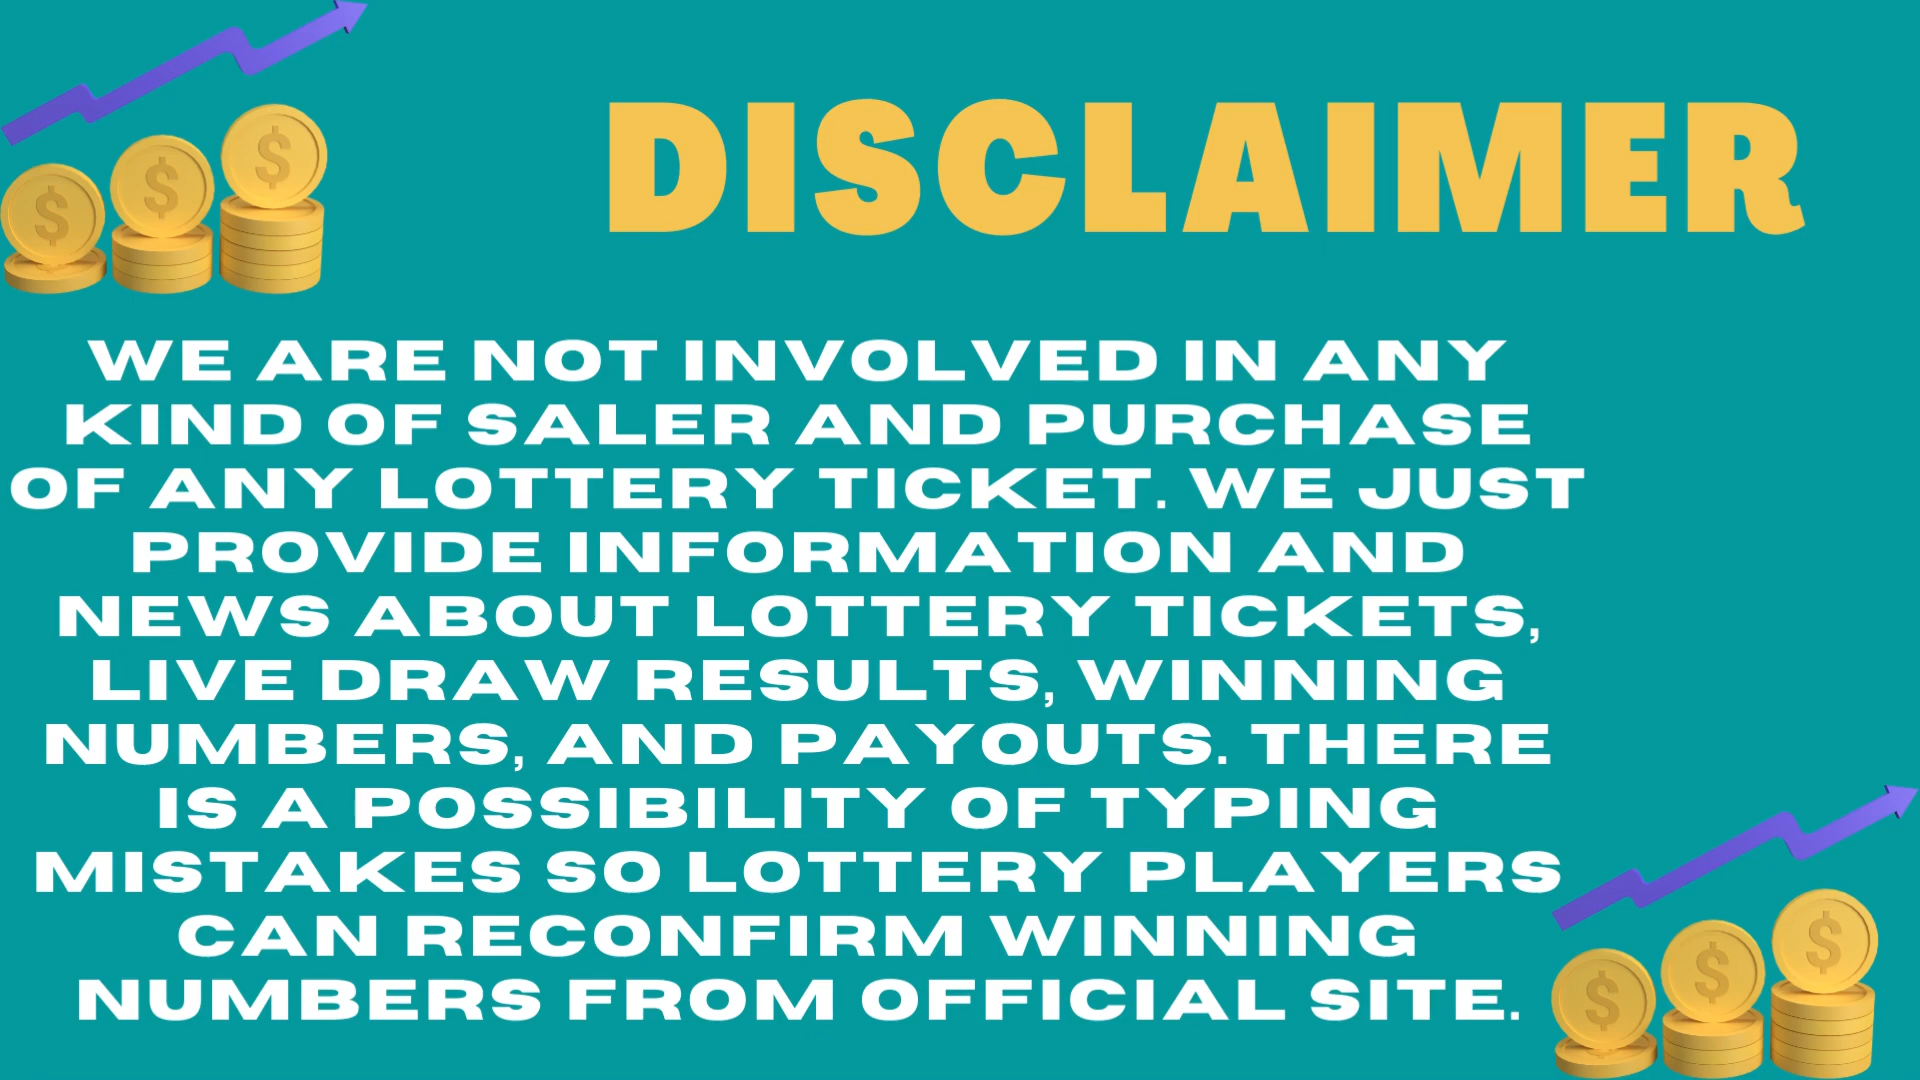 DISCLAIMER
WE ARE NOT INVOLVED IN ANY
KIND OF SALER AND PURCHASE
OF ANY LOTTERY TICKET. WE JUST
PROVIDE INFORMATION AND
NEWS ABOUT LOTTERY TICKETS,
LIVE DRAW RESULTS, WINNING
NUMBERS, AND PAYOUTS. THERE
IS A POSSIBILITY OF TYPING
MISTAKES SO LOTTERY PLAYERS
CAN RECONFIRM WINNING
NUMBERS FROM OFFICIAL SITE.